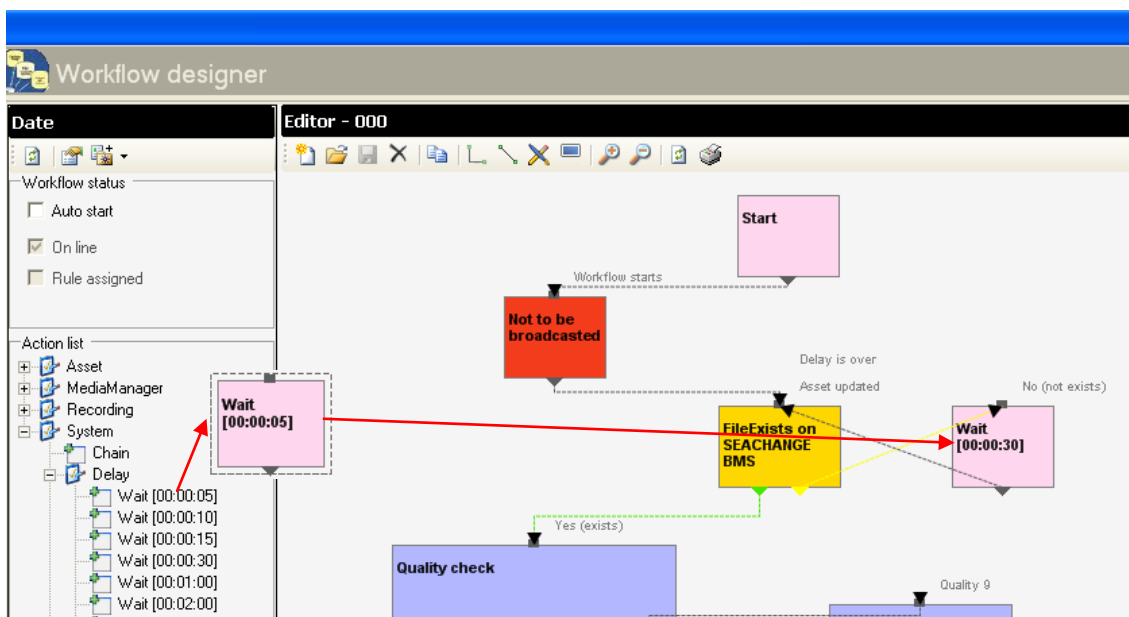 Workflow designer
Date
Editor - 000
Workflow status
Auto start
On line
Rule assigned
Action list
Asset
MediaManager
Recording
System
Chain
Delay
Wait [00:00:05]
Wait [00:00:10]
Wait [00:00:15]
Wait [00:00:30]
Wait [00:01:00]
Wait [00:02:00]
Wait
[00:00:05]
Start
Workflow starts
Not to be
broadcasted
Delay is over
Asset updated
No (not exists)
FileExists on
SEACHANGE
BMS
Wait
[00:00:30]
Yes (exists)
Quality check
Quality 9